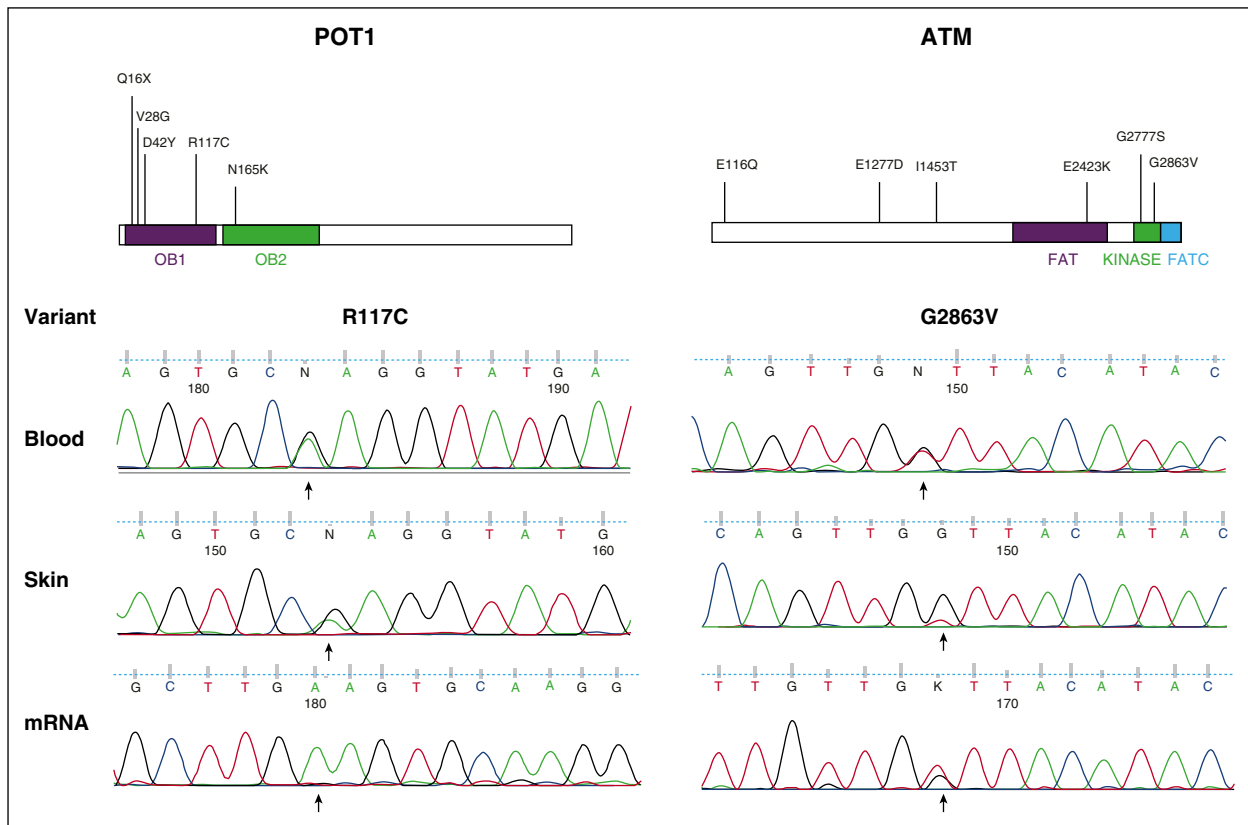 POT1
ATM
Q16X
V28G
D42Y
R117C
N165K
OB1
OB2
E116Q
E1277D
I1453T
E2423K
G2777S
G2863V
FAT
KINASE
FATC
Variant
R117C
G2863V
Blood
A G T G C N A G G T A T G A
180 190
A G T T G N T T A C A T A C
150
Skin
A G T G C N A G G T A T G
150 160
C A G T T G G T T A C A T A C
150
mRNA
G C T T G A A G T G C A A G G
180
T T G T T G K T T A C A T A C
170